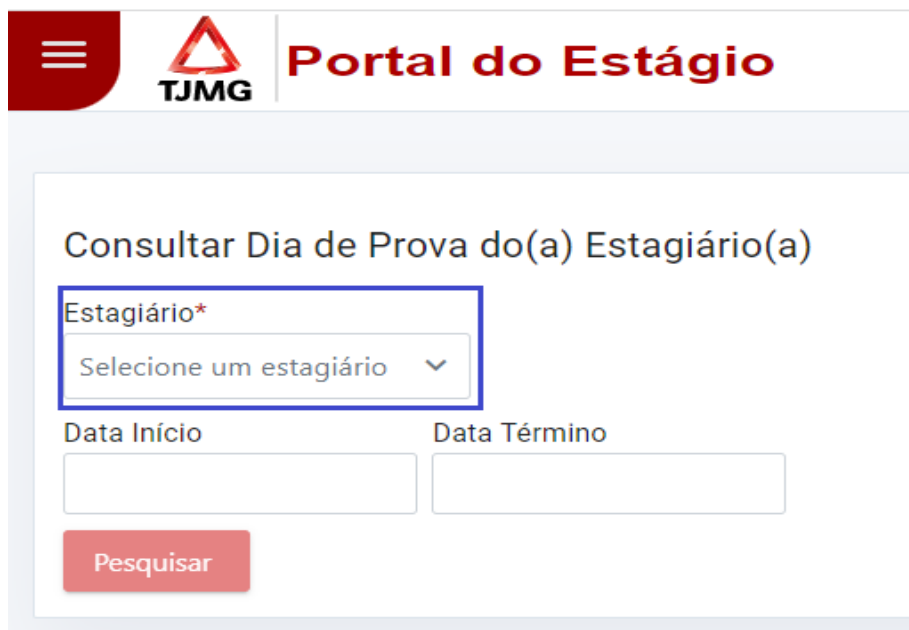 TJMG
Portal do Estágio
Consultar Dia de Prova do(a) Estagiário(a)
Estagiário*
Selecione um estagiário
Data Início Data Término
Pesquisar